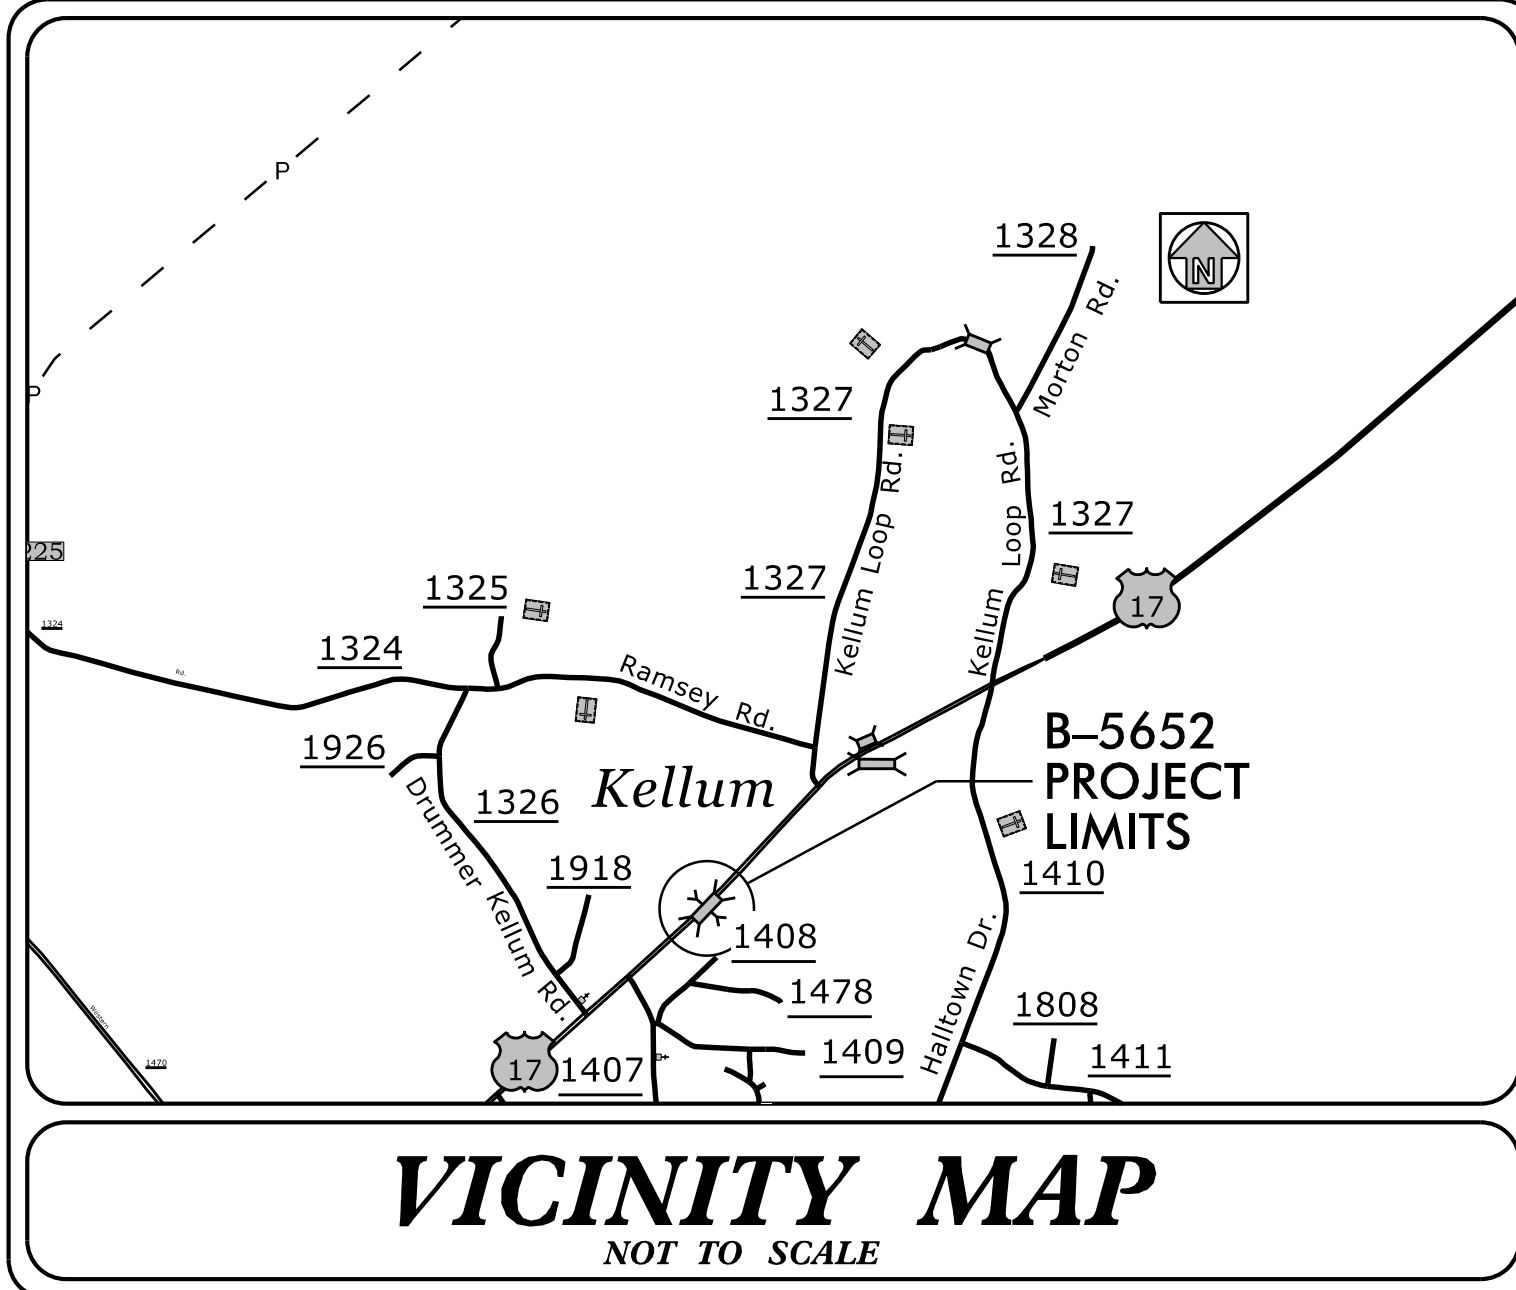 P
1328
N
Morton Rd.
P
1327
Kellum Loop Rd.
Kellum Loop Rd.
1327
225
1325
1327
17
1324
1324
Ramsey Rd.
Rd.
B–5652
PROJECT
LIMITS
1926
Kellum
1326
Drummer Kellum Rd.
1918
1410
1408
Halltown Dr.
1478
1808
Western
1409
1411
1470
17
1407
VICINITY MAP
NOT TO SCALE